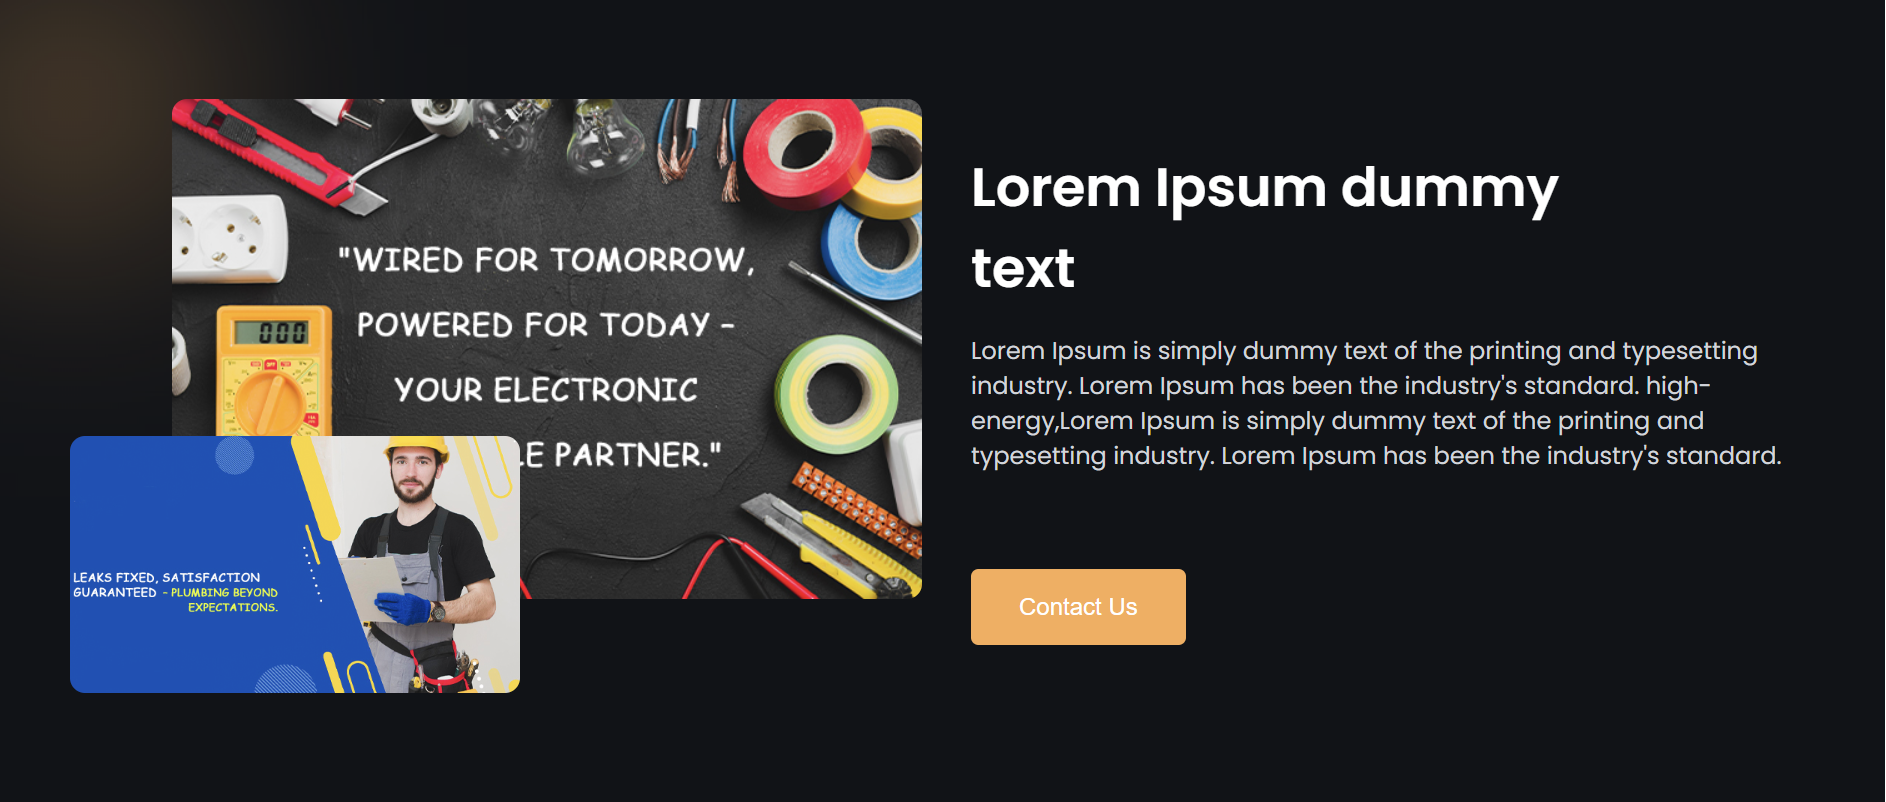 "WIRED FOR TOMORROW,
POWERED FOR TODAY -
YOUR ELECTRONIC
PARTNER."
000
OFF
LEAKS FIXED, SATISFACTION
GUARANTEED - PLUMBING BEYOND
EXPECTATIONS.
Lorem Ipsum dummy
text
Lorem Ipsum is simply dummy text of the printing and typesetting
industry. Lorem Ipsum has been the industry's standard. high-
energy,Lorem Ipsum is simply dummy text of the printing and
typesetting industry. Lorem Ipsum has been the industry's standard.
Contact Us